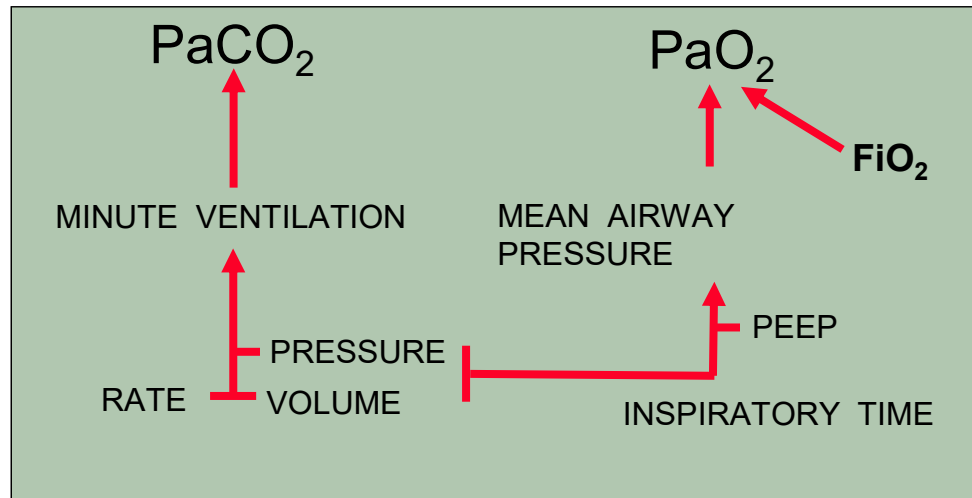 PaCO₂
PaO₂
FiO₂
MINUTE VENTILATION
MEAN AIRWAY
PRESSURE
PEEP
PRESSURE
RATE
VOLUME
INSPIRATORY TIME